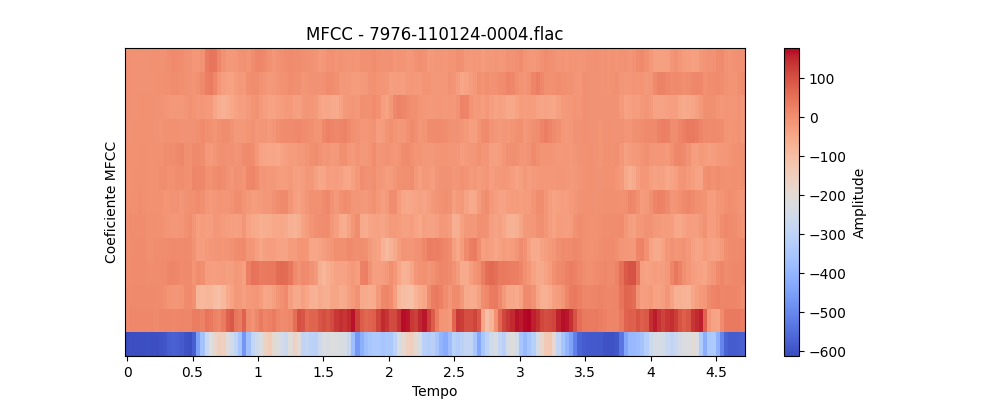 MFCC - 7976-110124-0004.flac
Coeficiente MFCC
0 0.5 1 1.5 2 2.5 3 3.5 4 4.5
Tempo
100
0
−100
−200
−300
−400
−500
−600
Amplitude